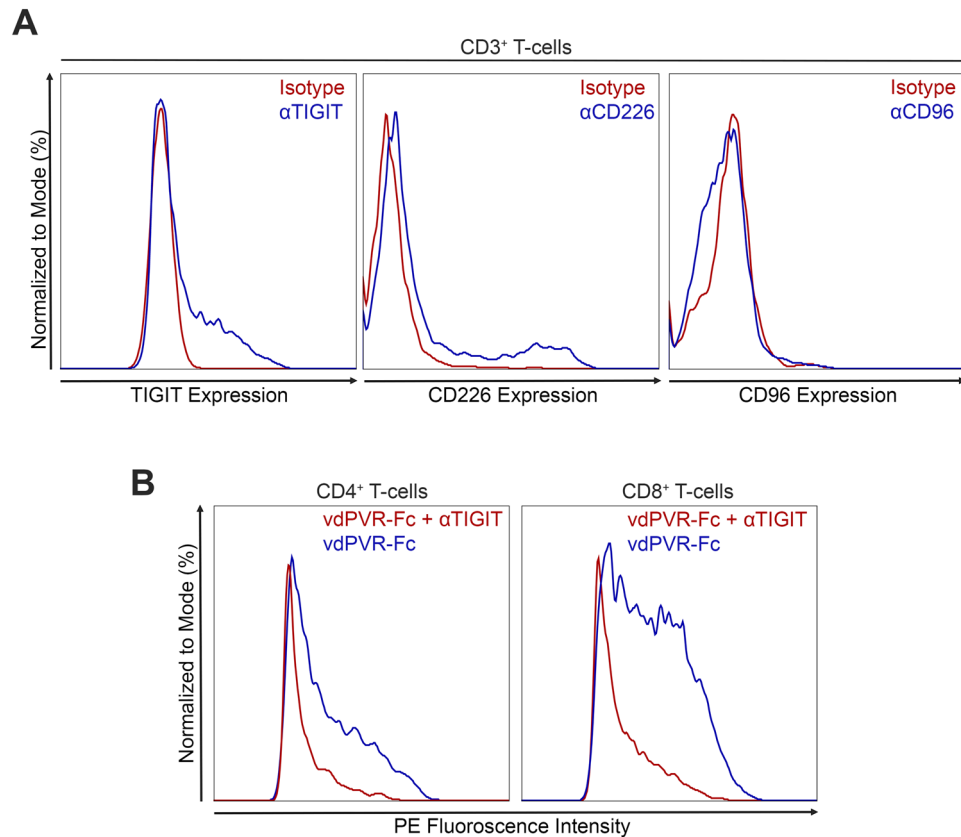 A
CD3⁺ T-cells
Normalized to Mode (%)
Isotype
αTIGIT
TIGIT Expression
Isotype
αCD226
CD226 Expression
Isotype
αCD96
CD96 Expression
B
Normalized to Mode (%)
CD4⁺ T-cells
vdPVR-Fc + αTIGIT
vdPVR-Fc
CD8⁺ T-cells
vdPVR-Fc + αTIGIT
vdPVR-Fc
PE Fluoroscence Intensity